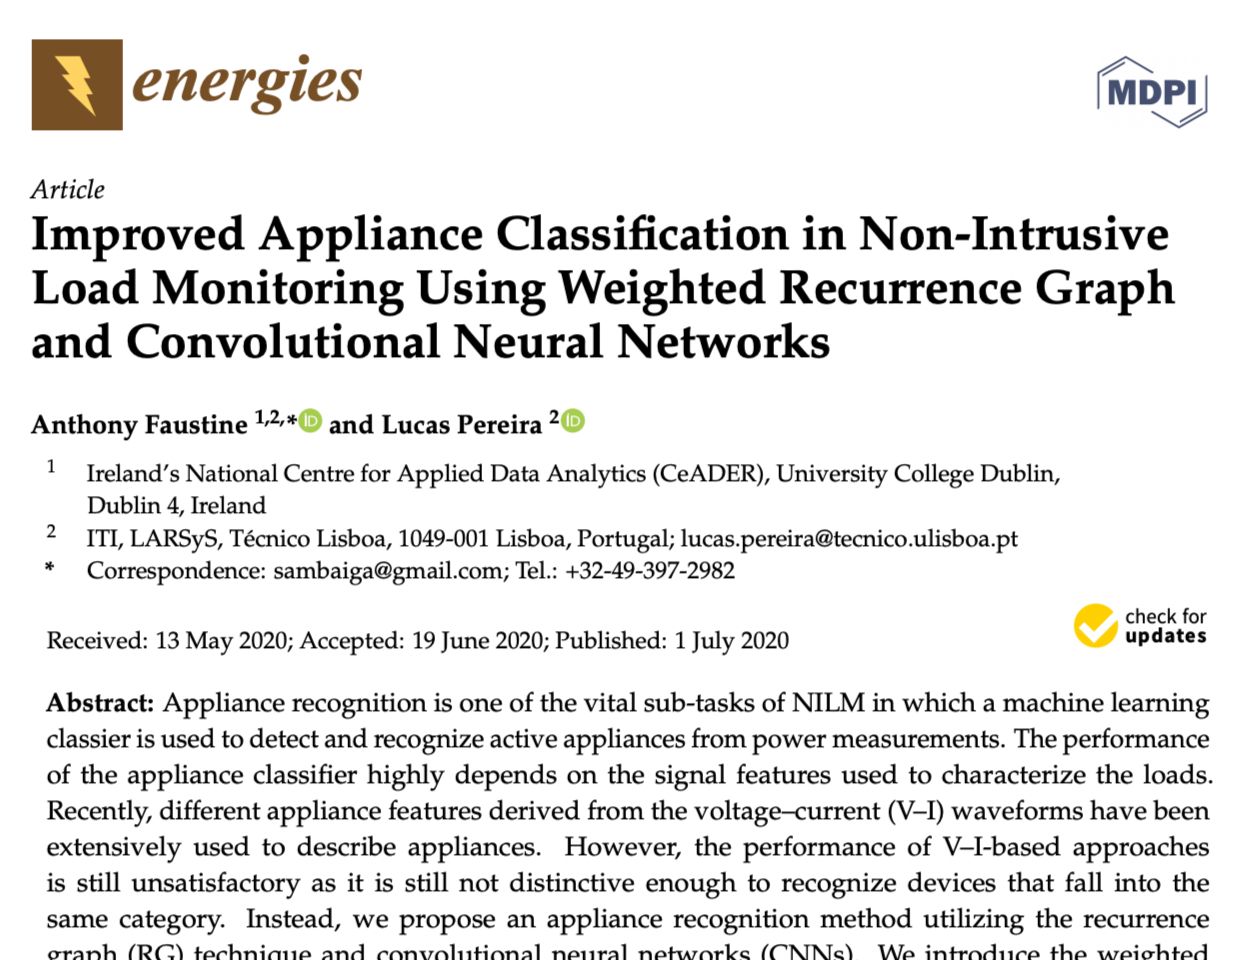 energies
MDPI
Article
Improved Appliance Classification in Non-Intrusive
Load Monitoring Using Weighted Recurrence Graph
and Convolutional Neural Networks
Anthony Faustine 1,2,* iD and Lucas Pereira 2 iD
1 Ireland's National Centre for Applied Data Analytics (CeADER), University College Dublin,
Dublin 4, Ireland
2 ITI, LARSyS, Técnico Lisboa, 1049-001 Lisboa, Portugal; lucas.pereira@tecnico.ulisboa.pt
* Correspondence: sambaiga@gmail.com; Tel.: +32-49-397-2982
check for
updates
Received: 13 May 2020; Accepted: 19 June 2020; Published: 1 July 2020
Abstract: Appliance recognition is one of the vital sub-tasks of NILM in which a machine learning
classier is used to detect and recognize active appliances from power measurements. The performance
of the appliance classifier highly depends on the signal features used to characterize the loads.
Recently, different appliance features derived from the voltage–current (V–I) waveforms have been
extensively used to describe appliances. However, the performance of V–I-based approaches
is still unsatisfactory as it is still not distinctive enough to recognize devices that fall into the
same category. Instead, we propose an appliance recognition method utilizing the recurrence
graph (RG) technique and convolutional neural networks (CNNs). We introduce the weighted